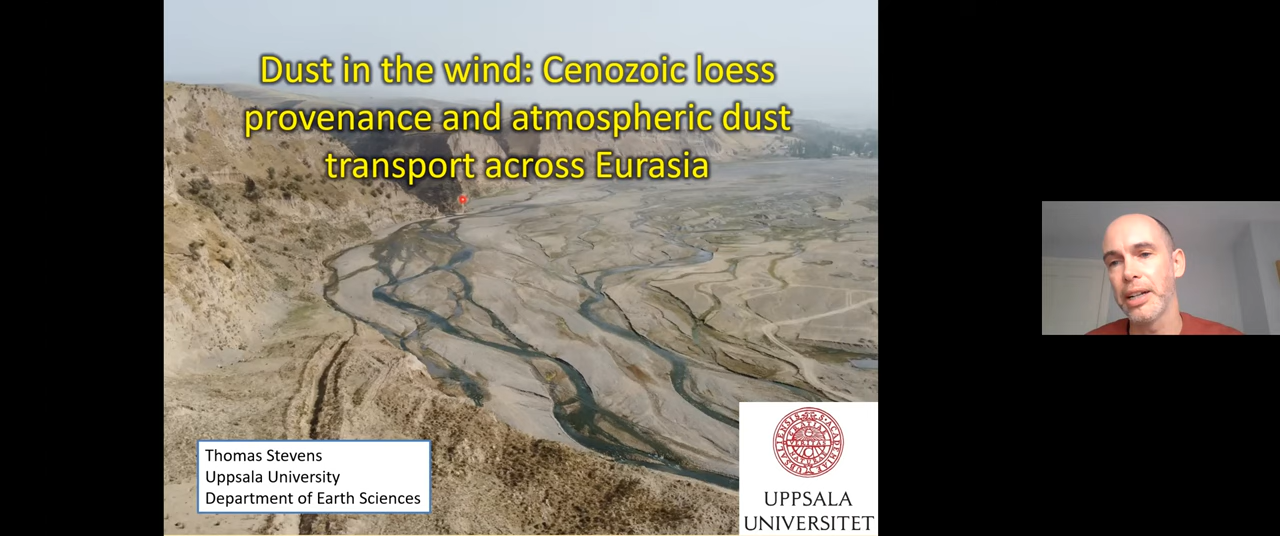 Dust in the wind: Cenozoic loess
provenance and atmospheric dust
transport across Eurasia
Thomas Stevens
Uppsala University
Department of Earth Sciences
UPPSALA
UNIVERSITET